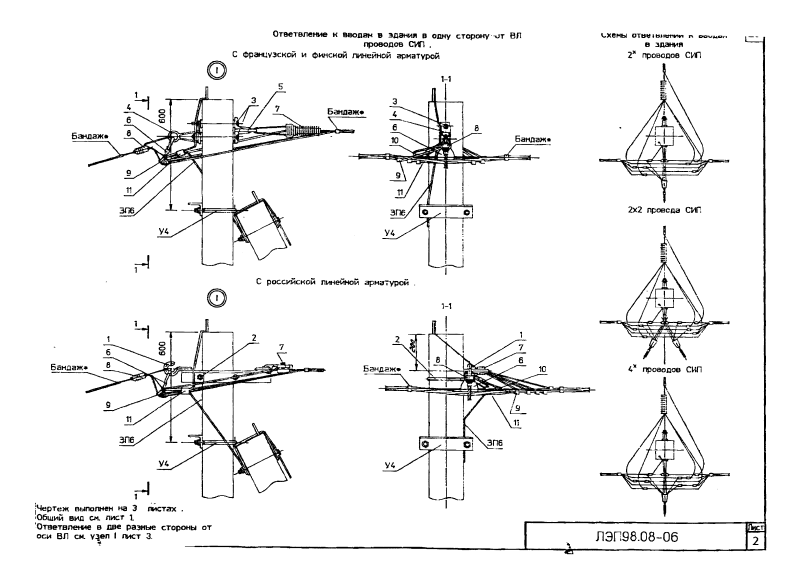 Ответвление к вводам в здания в одну сторону от ВЛ
проводов СИП.
С французской и финской линейной арматурой
Схемы ответвлений к вводам
в здания
2* проводов СИП
I
1-1
1
600
3
5
7
4
6
8
Бандаж*
Бандаж*
9
11
ЗП6
У4
1
3
4
6
10
8
Бандаж*
9
11
ЗП6
У4
2х2 провода СИП
С российской линейной арматурой.
I
1-1
1
600
1
6
8
2
7
Бандаж*
9
11
ЗП6
У4
1
200
2
1
7
8
6
10
Бандаж*
9
11
ЗП6
У4
4* проводов СИП
Чертеж выполнен на 3 листах.
Общий вид см. лист 1.
Ответвление в две разные стороны от
оси ВЛ см. узел I лист 3.
ЛЭП98.08-06
Лист
2